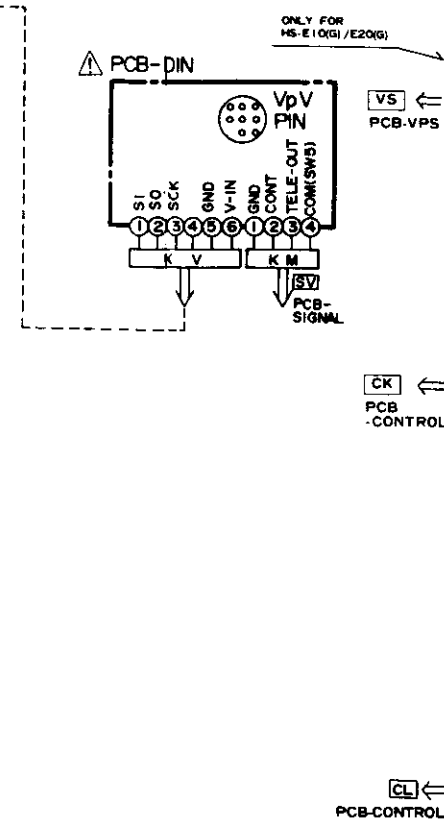 ONLY FOR
HS-E10(G)/E20(G)
PCB-DIN
VpV
PIN
VS
PCB-VPS
SI
SO
SCK
GND
V-IN
GND
CONT
TELE-OUT
COM(SW5)
1 2 3 4 5 6 1 2 3 4
K V
K M
SV
PCB-
SIGNAL
CK
PCB
-CONTROL
CL
PCB-CONTROL